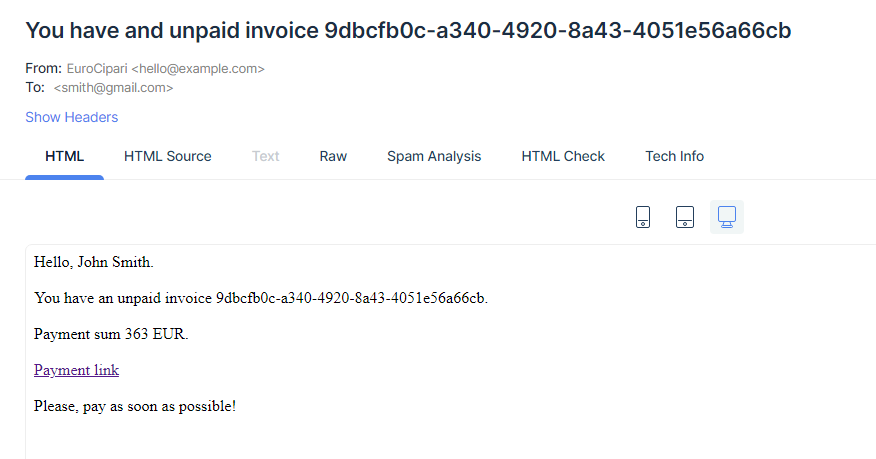 You have and unpaid invoice 9dbcfb0c-a340-4920-8a43-4051e56a66cb
From: EuroCipari <hello@example.com>
To: <smith@gmail.com>
Show Headers
HTML HTML Source Text Raw Spam Analysis HTML Check Tech Info
Hello, John Smith.
You have an unpaid invoice 9dbcfb0c-a340-4920-8a43-4051e56a66cb.
Payment sum 363 EUR.
Payment link
Please, pay as soon as possible!